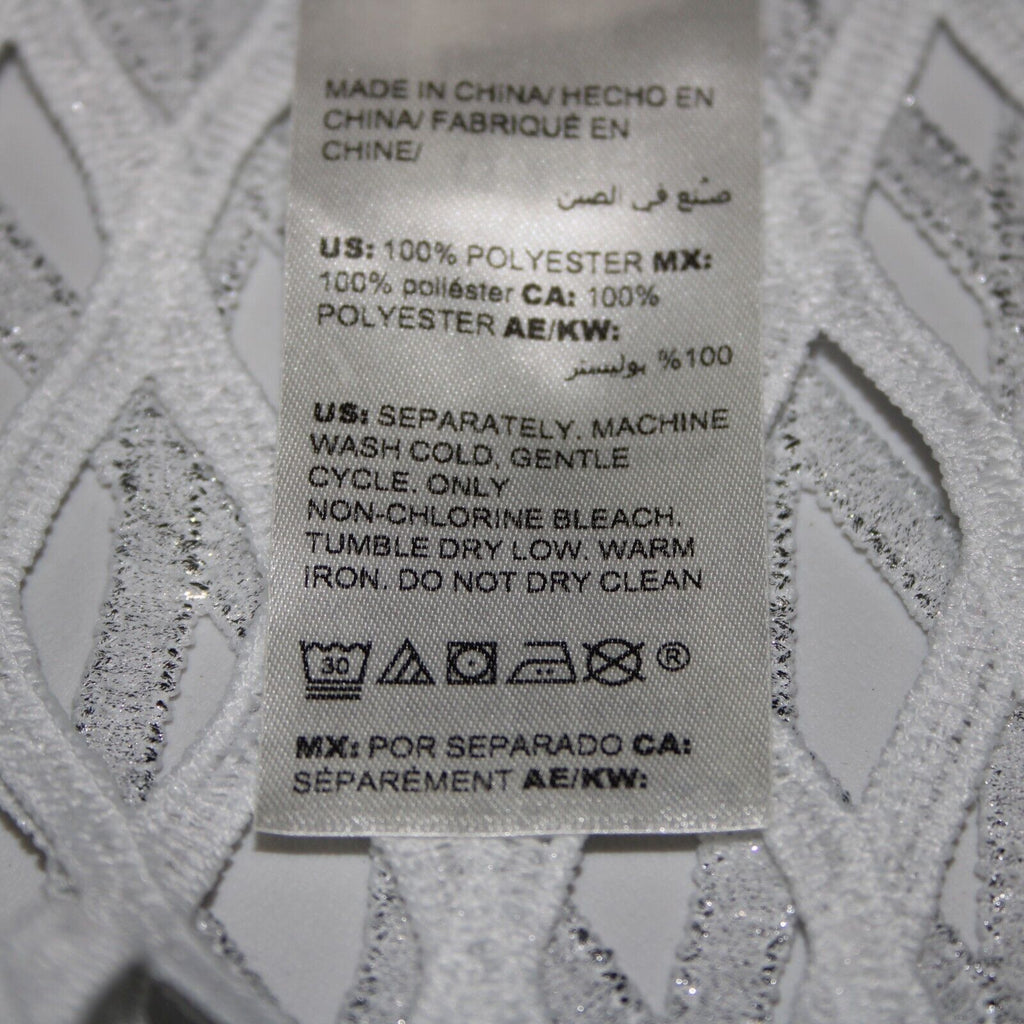 MADE IN CHINA/ HECHO EN
CHINA/ FABRIQUÉ EN
CHINE/
صنع في الصين
US: 100% POLYESTER MX:
100% poliéster CA: 100%
POLYESTER AE/KW:
100% بوليستر
US: SEPARATELY. MACHINE
WASH COLD, GENTLE
CYCLE. ONLY
NON-CHLORINE BLEACH.
TUMBLE DRY LOW. WARM
IRON. DO NOT DRY CLEAN
30 ®
MX: POR SEPARADO CA:
SÉPARÉMENT AE/KW: